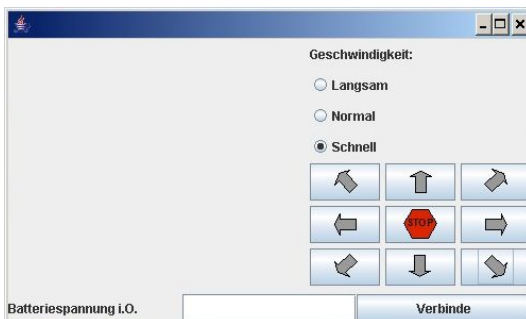 Geschwindigkeit:
Langsam
Normal
Schnell
STOP
Batteriespannung i.O.
Verbinde